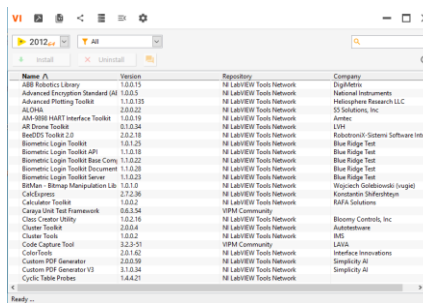 VI
2012 All
Install Uninstall
Name Version Repository Company
ABB Robotics Library 1.0.0.15 NI LabVIEW Tools Network DigiMetrix
Advanced Encryption Standard (AE 1.0.0.5 NI LabVIEW Tools Network National Instruments
Advanced Plotting Toolkit 1.1.0.135 NI LabVIEW Tools Network Heliosphere Research LLC
ALOHA 2.0.0.22 NI LabVIEW Tools Network S5 Solutions, Inc
AM-9898 HART Interface Toolkit 1.0.0.19 NI LabVIEW Tools Network Amtec
AR Drone Toolkit 0.1.0.34 NI LabVIEW Tools Network LVH
BeeDDS Toolkit 2.0 2.0.2.18 NI LabVIEW Tools Network RobotroniX-Sistemi Software Int
Biometric Login Toolkit 1.0.1.25 NI LabVIEW Tools Network Blue Ridge Test
Biometric Login Toolkit API 1.1.0.18 NI LabVIEW Tools Network Blue Ridge Test
Biometric Login Toolkit Base Comp 1.1.0.22 NI LabVIEW Tools Network Blue Ridge Test
Biometric Login Toolkit Document 1.1.0.28 NI LabVIEW Tools Network Blue Ridge Test
Biometric Login Toolkit Server 1.1.0.23 NI LabVIEW Tools Network Blue Ridge Test
BitMan - Bitmap Manipulation Lib 1.0.1.0 NI LabVIEW Tools Network Wojciech Golebiowski (vugie)
CalcExpress 2.7.2.36 NI LabVIEW Tools Network Konstantin Shifershteyn
Calculator Toolkit 1.0.0.2 NI LabVIEW Tools Network RAFA Solutions
Caraya Unit Test Framework 0.6.3.54 VIPM Community
Class Creator Utility 1.0.2.16 NI LabVIEW Tools Network Bloomy Controls, Inc
Cluster Toolkit 2.0.0.4 NI LabVIEW Tools Network Autotestware
Cluster Tools 1.0.0.2 NI LabVIEW Tools Network IMS
Code Capture Tool 3.2.3-51 VIPM Community LAVA
ColorTools 2.0.1.62 NI LabVIEW Tools Network Interface Innovations
Custom PDF Generator 2.0.0.59 NI LabVIEW Tools Network Simplicity AI
Custom PDF Generator V3 3.1.0.34 NI LabVIEW Tools Network Simplicity AI
Cyclic Table Probes 1.4.4.21
Ready ...